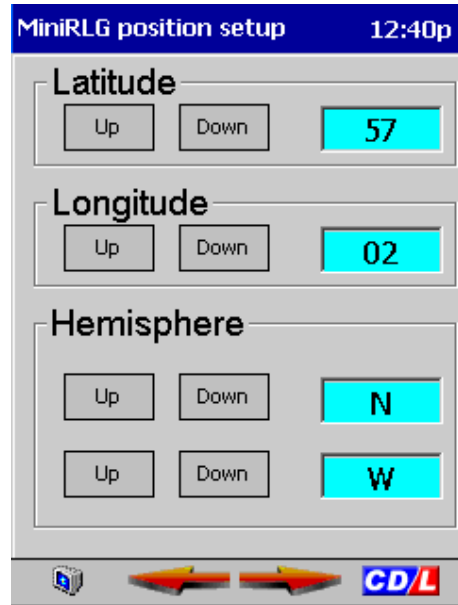 MiniRLG position setup 12:40p
Latitude
Up Down 57
Longitude
Up Down 02
Hemisphere
Up Down N
Up Down W
CD/L